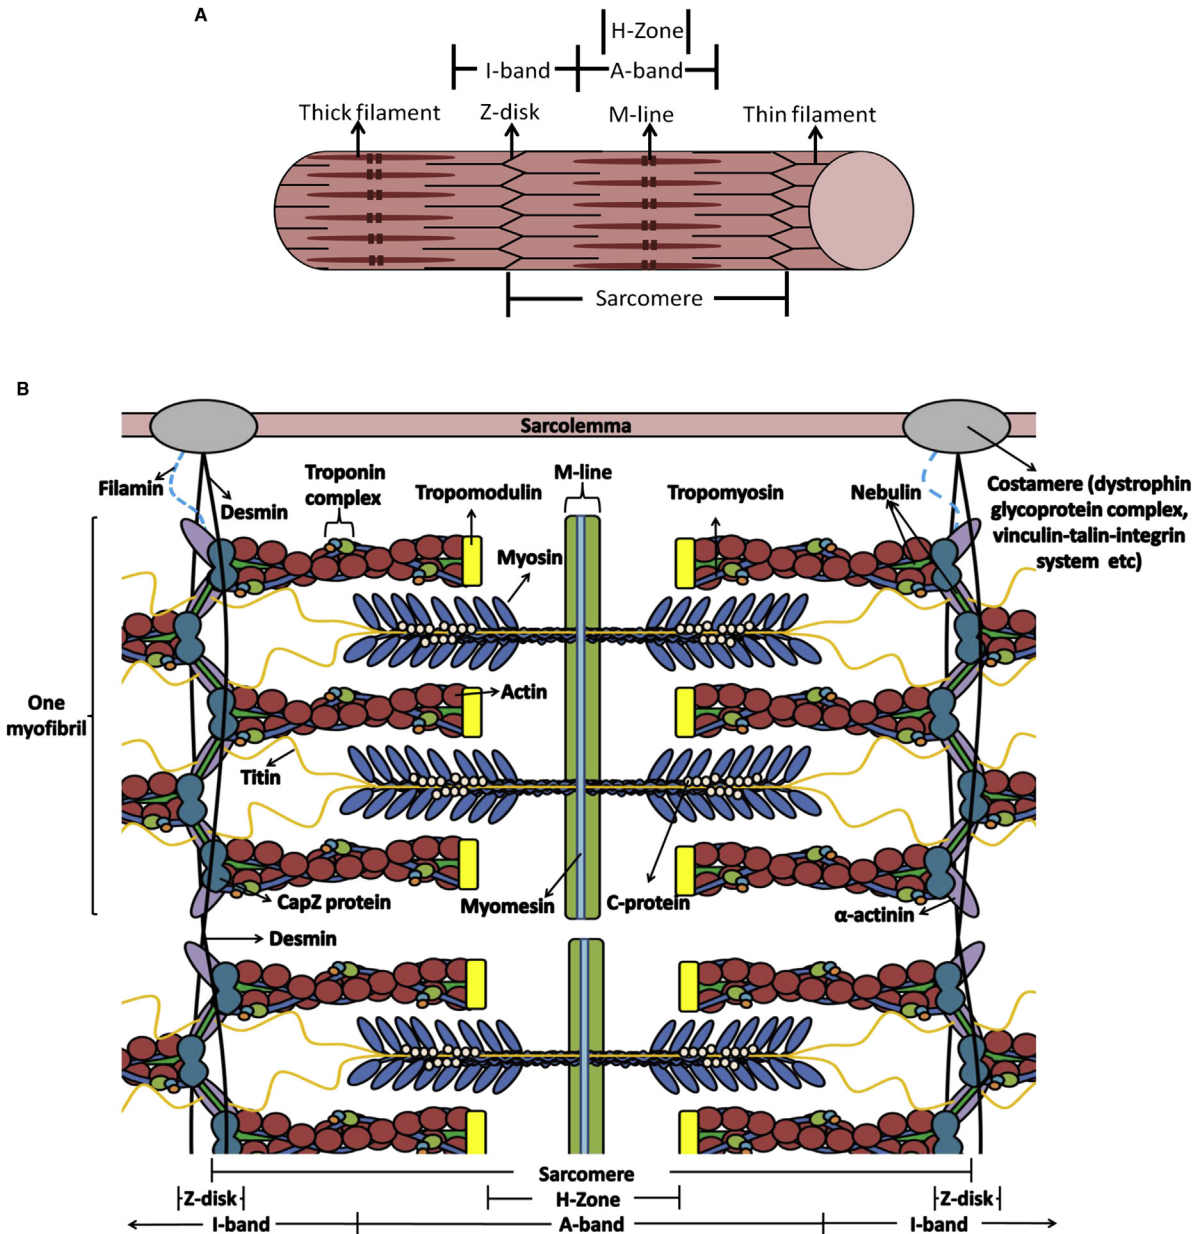 A
H-Zone
I-band
A-band
Thick filament
Z-disk
M-line
Thin filament
Sarcomere
B
Sarcolemma
Filamin
Desmin
Troponin
complex
Tropomodulin
M-line
Myosin
Tropomyosin
Nebulin
Costamere (dystrophin
glycoprotein complex,
vinculin-talin-integrin
system etc)
One
myofibril
Actin
Titin
CapZ protein
Myomesin
C-protein
α-actinin
Desmin
Sarcomere
Z-disk
H-Zone
Z-disk
I-band
A-band
I-band